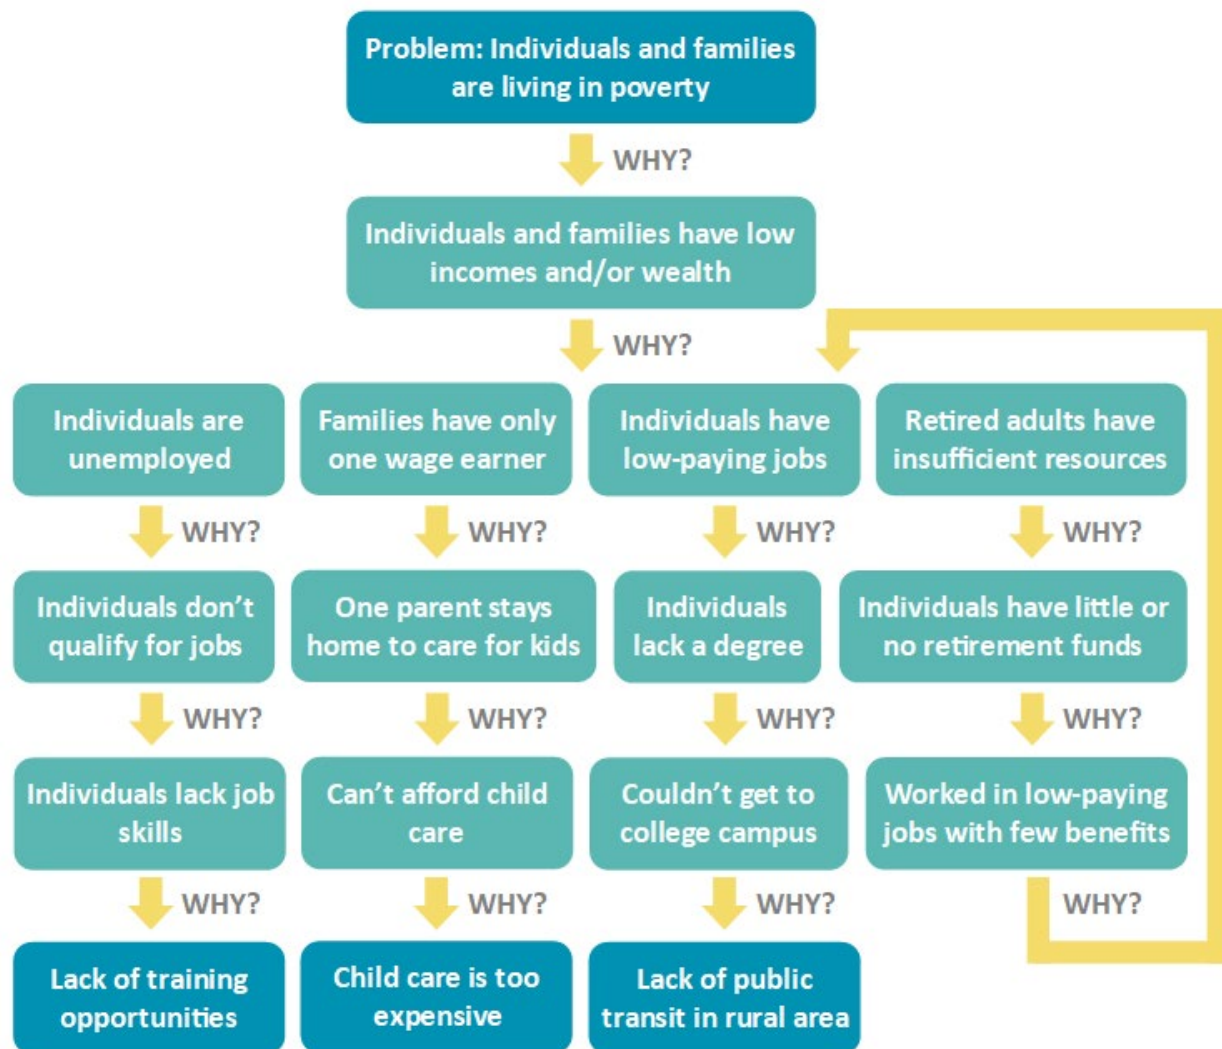 Problem: Individuals and families
are living in poverty
WHY?
Individuals and families have low
incomes and/or wealth
WHY?
Individuals are
unemployed
Families have only
one wage earner
Individuals have
low-paying jobs
Retired adults have
insufficient resources
WHY?
WHY?
WHY?
WHY?
Individuals don't
qualify for jobs
One parent stays
home to care for kids
Individuals
lack a degree
Individuals have little or
no retirement funds
WHY?
WHY?
WHY?
WHY?
Individuals lack job
skills
Can't afford child
care
Couldn't get to
college campus
Worked in low-paying
jobs with few benefits
WHY?
WHY?
WHY?
WHY?
Lack of training
opportunities
Child care is too
expensive
Lack of public
transit in rural area